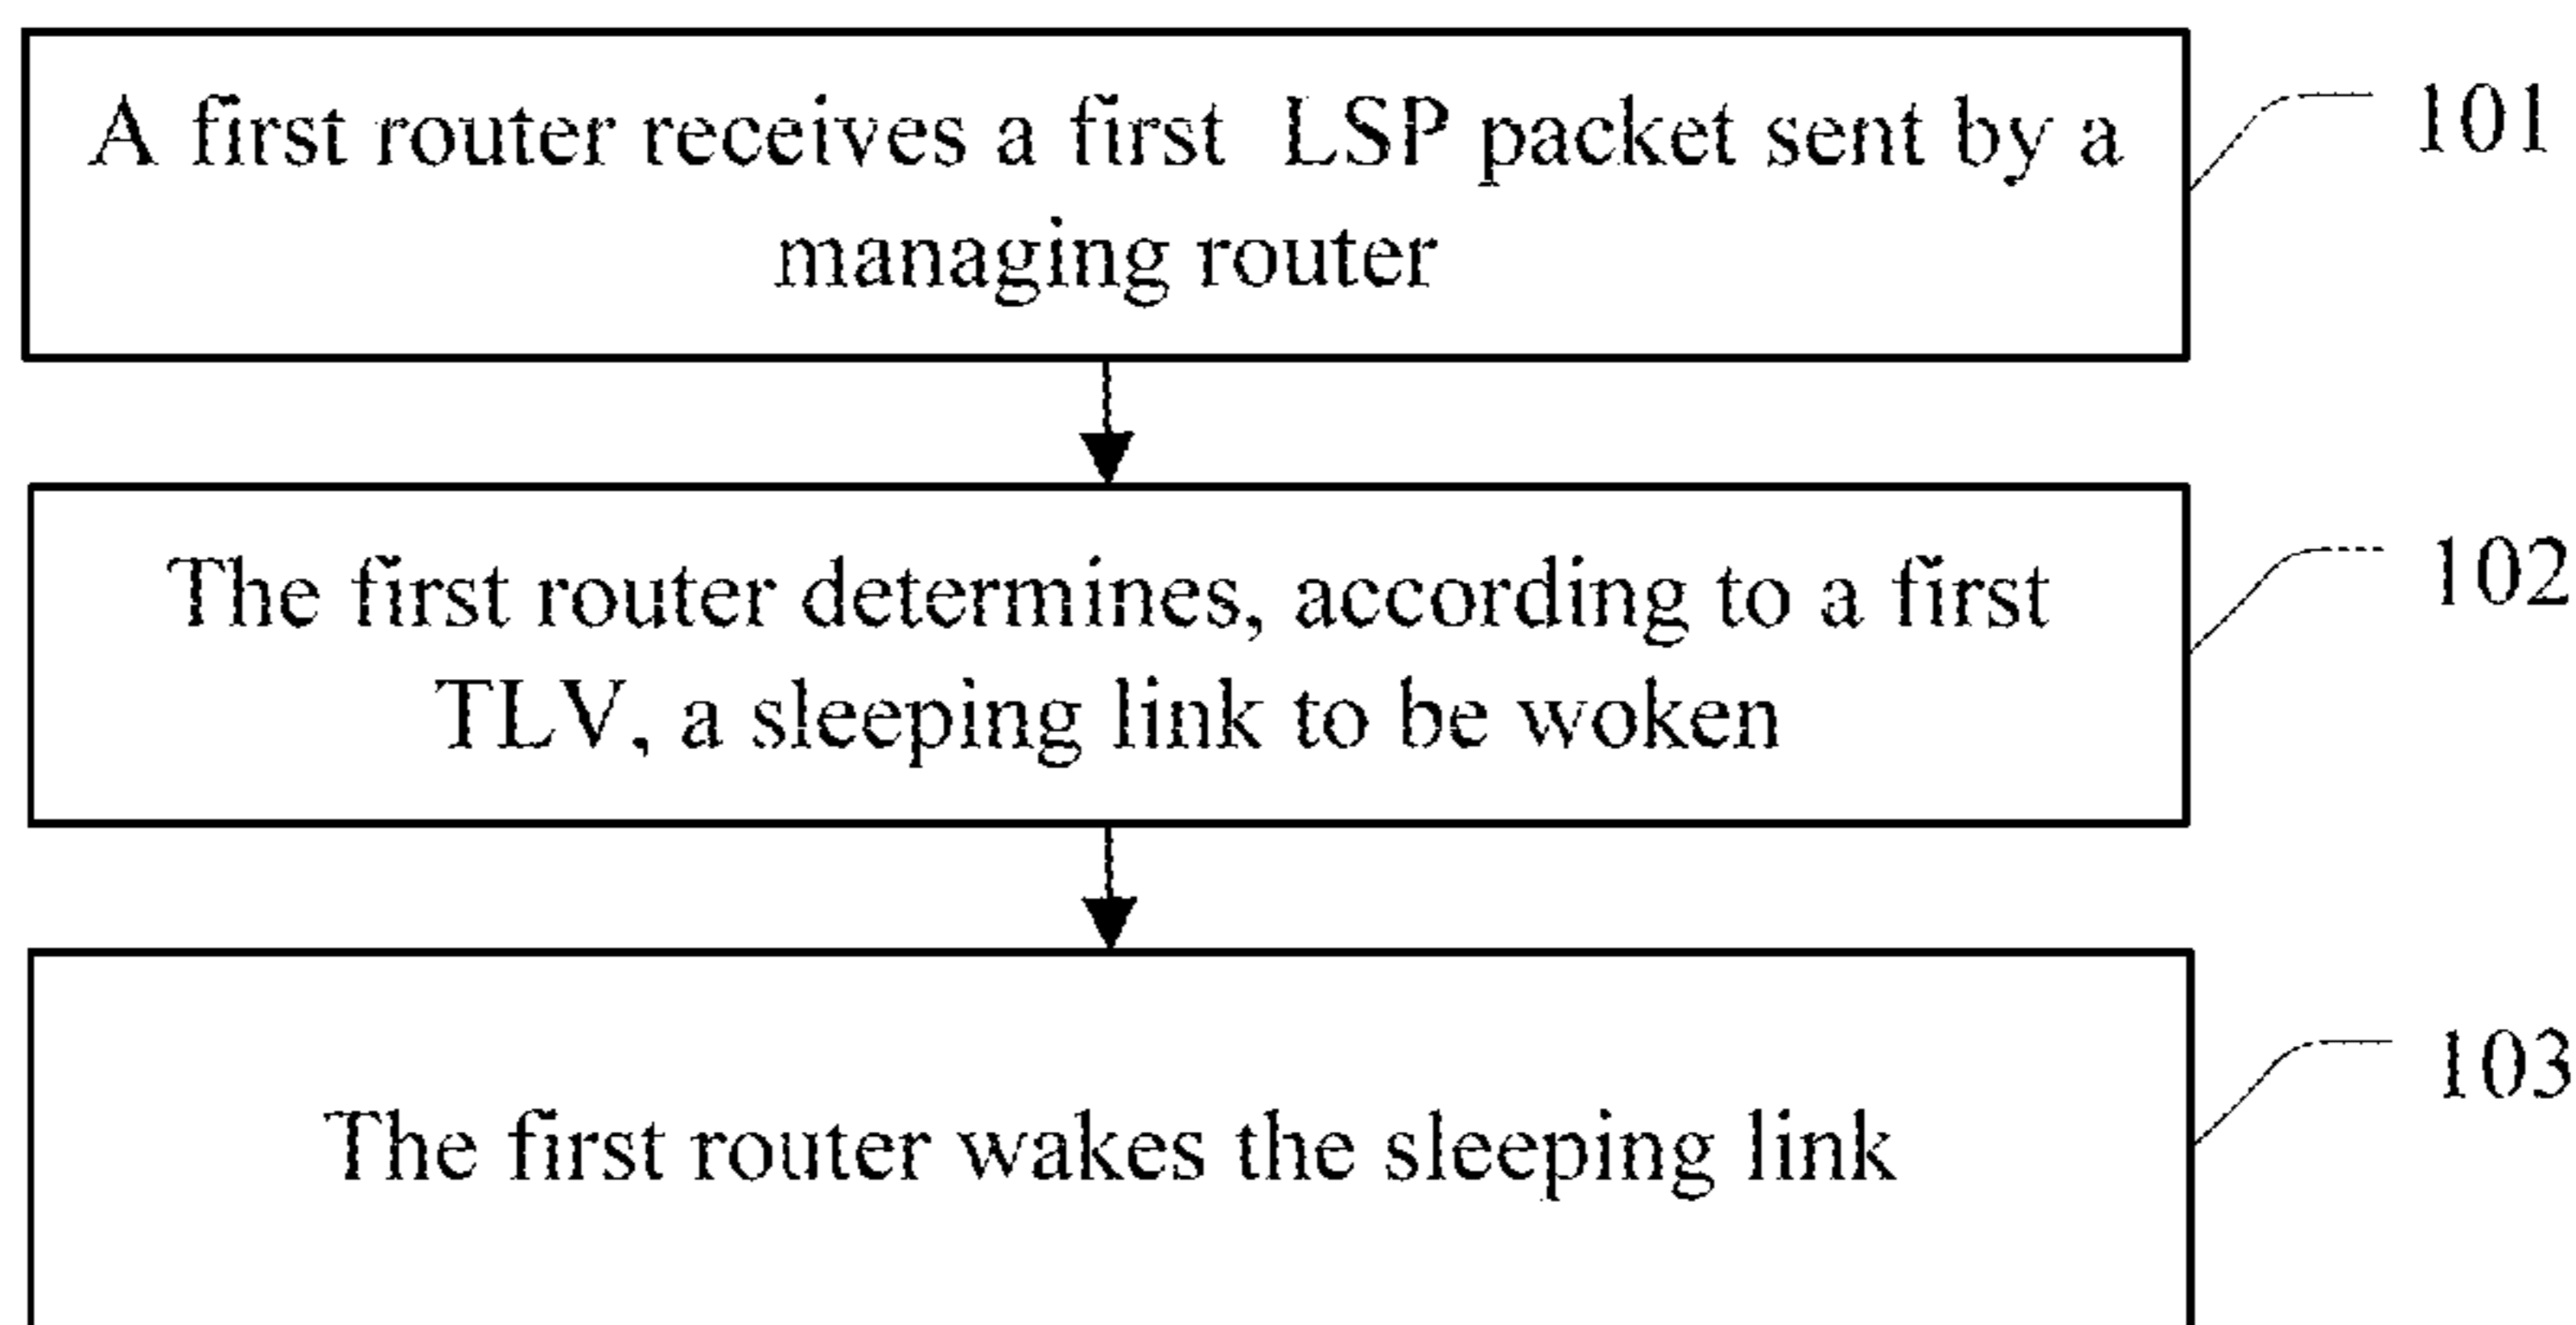 A first router receives a first LSP packet sent by a
managing router
101
The first router determines, according to a first
TLV, a sleeping link to be woken
102
The first router wakes the sleeping link
103